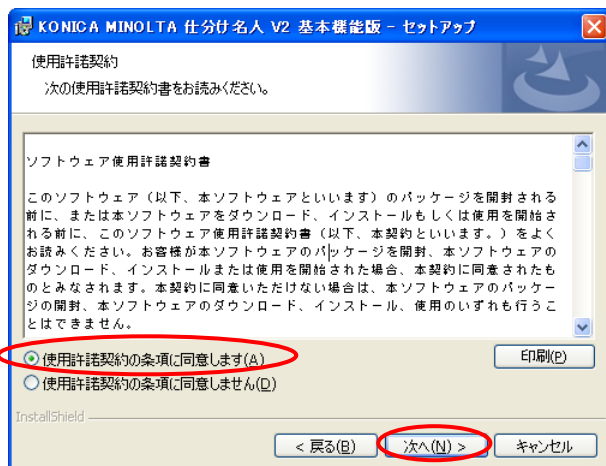 KONICA MINOLTA 仕分け名人 V2 基本機能版 - セットアップ
使用許諾契約
次の使用許諾契約書をお読みください。
ソフトウェア使用許諾契約書
このソフトウェア（以下、本ソフトウェアといいます）のパッケージを開封される
前に、または本ソフトウェアをダウンロード、インストールもしくは使用を開始さ
れる前に、このソフトウェア使用許諾契約書（以下、本契約といいます。）をよく
お読みください。お客様が本ソフトウェアのパッケージを開封、本ソフトウェアの
ダウンロード、インストールまたは使用を開始された場合、本契約に同意されたも
のとみなされます。本契約に同意いただけない場合は、本ソフトウェアのパッケー
ジの開封、本ソフトウェアのダウンロード、インストール、使用のいずれも行うこ
とはできません。
使用許諾契約の条項に同意します(A)
印刷(P)
使用許諾契約の条項に同意しません(D)
InstallShield
< 戻る(B)
次へ(N) >
キャンセル